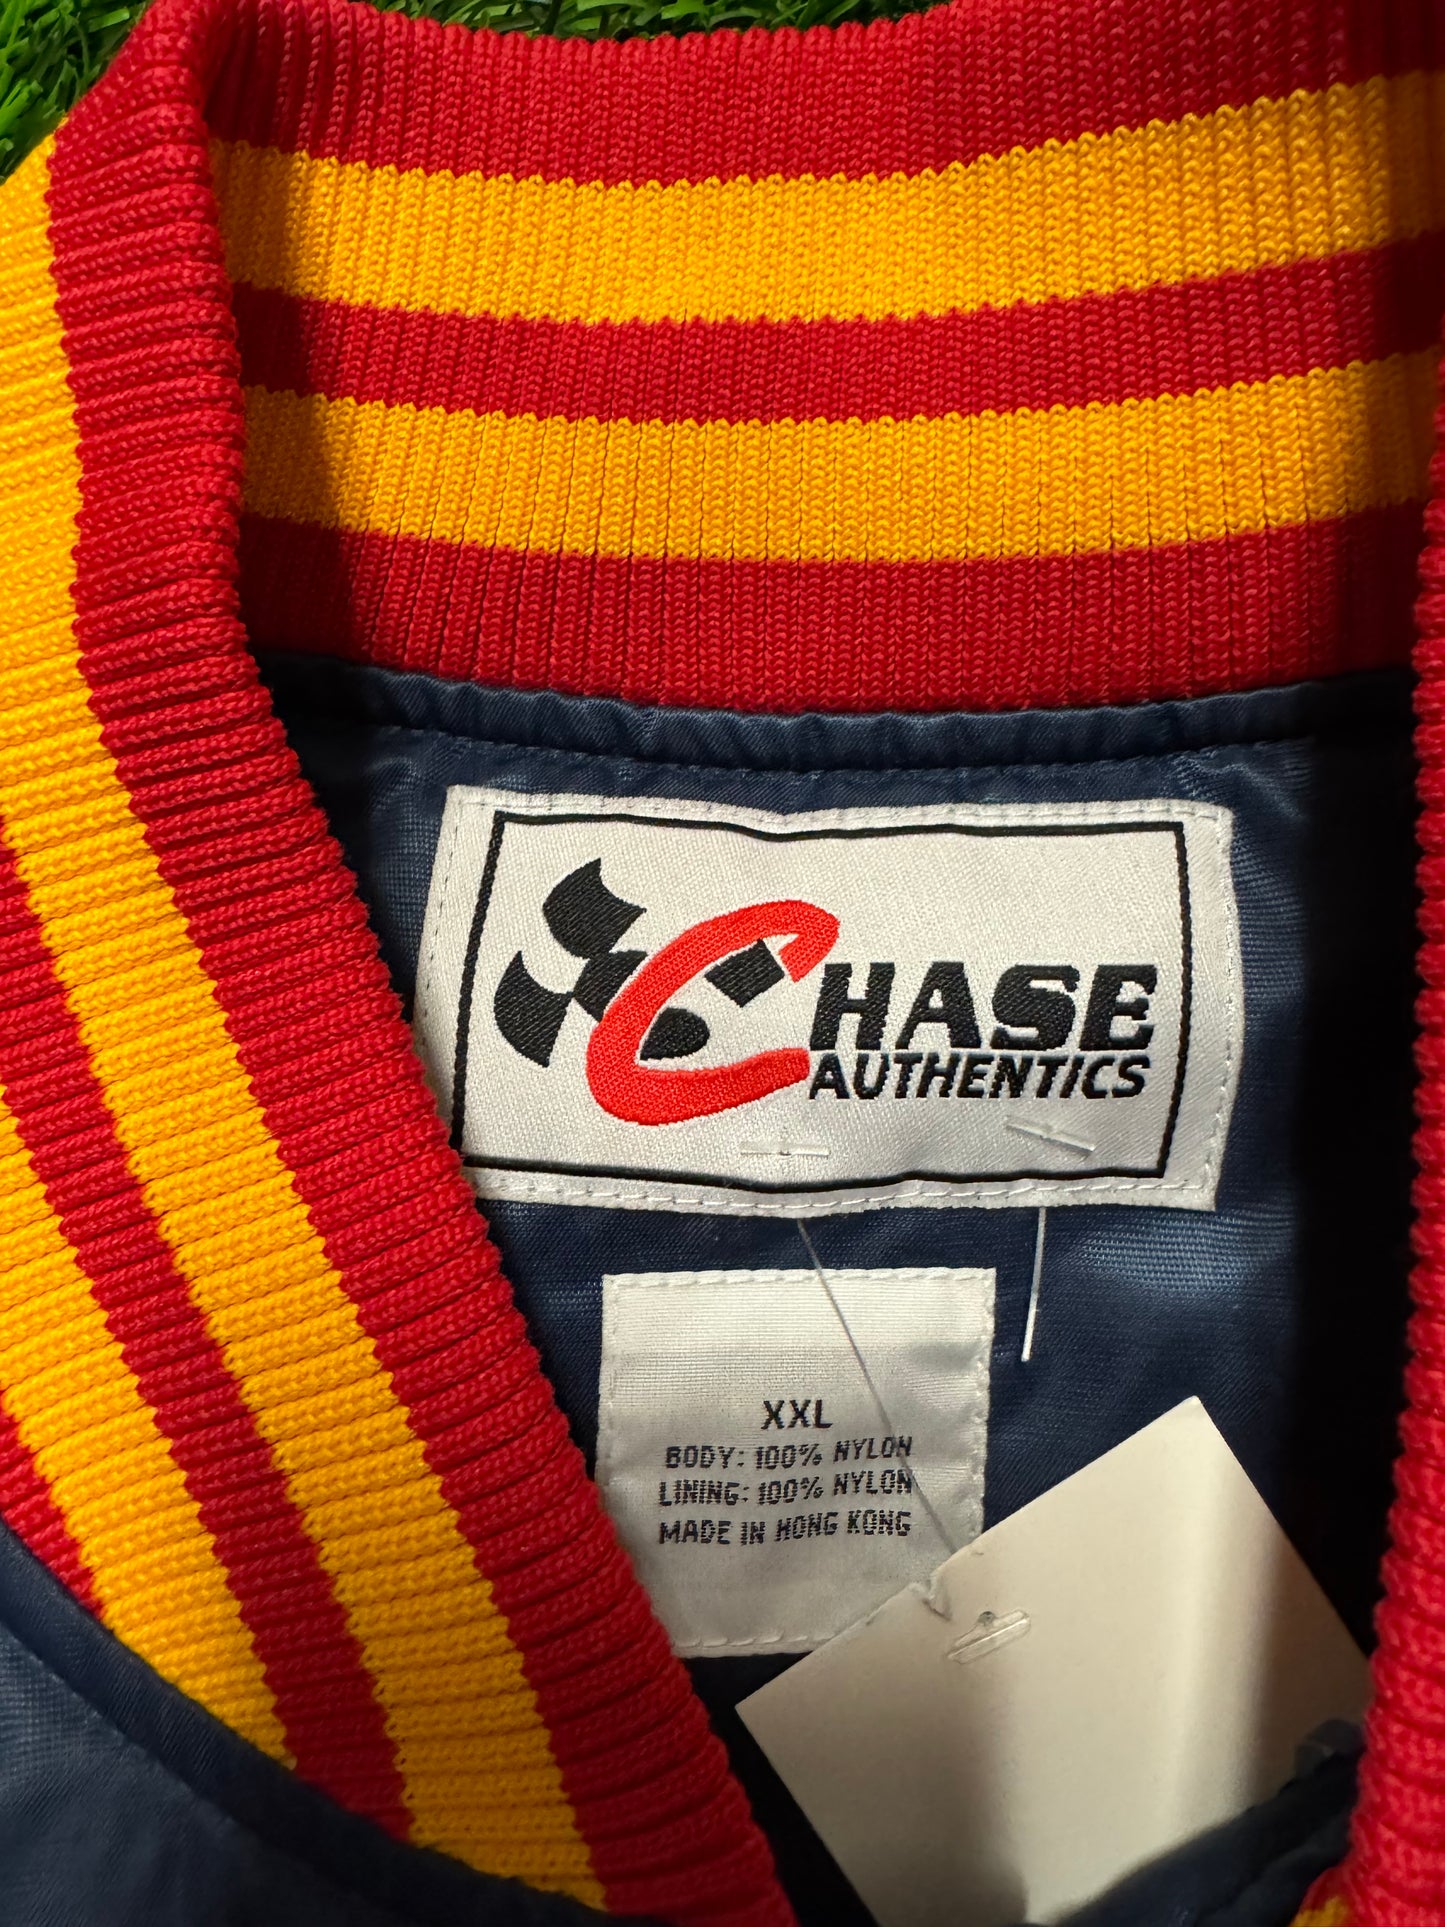 CHASE
AUTHENTICS
XXL
BODY: 100% NYLON
LINING: 100% NYLON
MADE IN HONG KONG